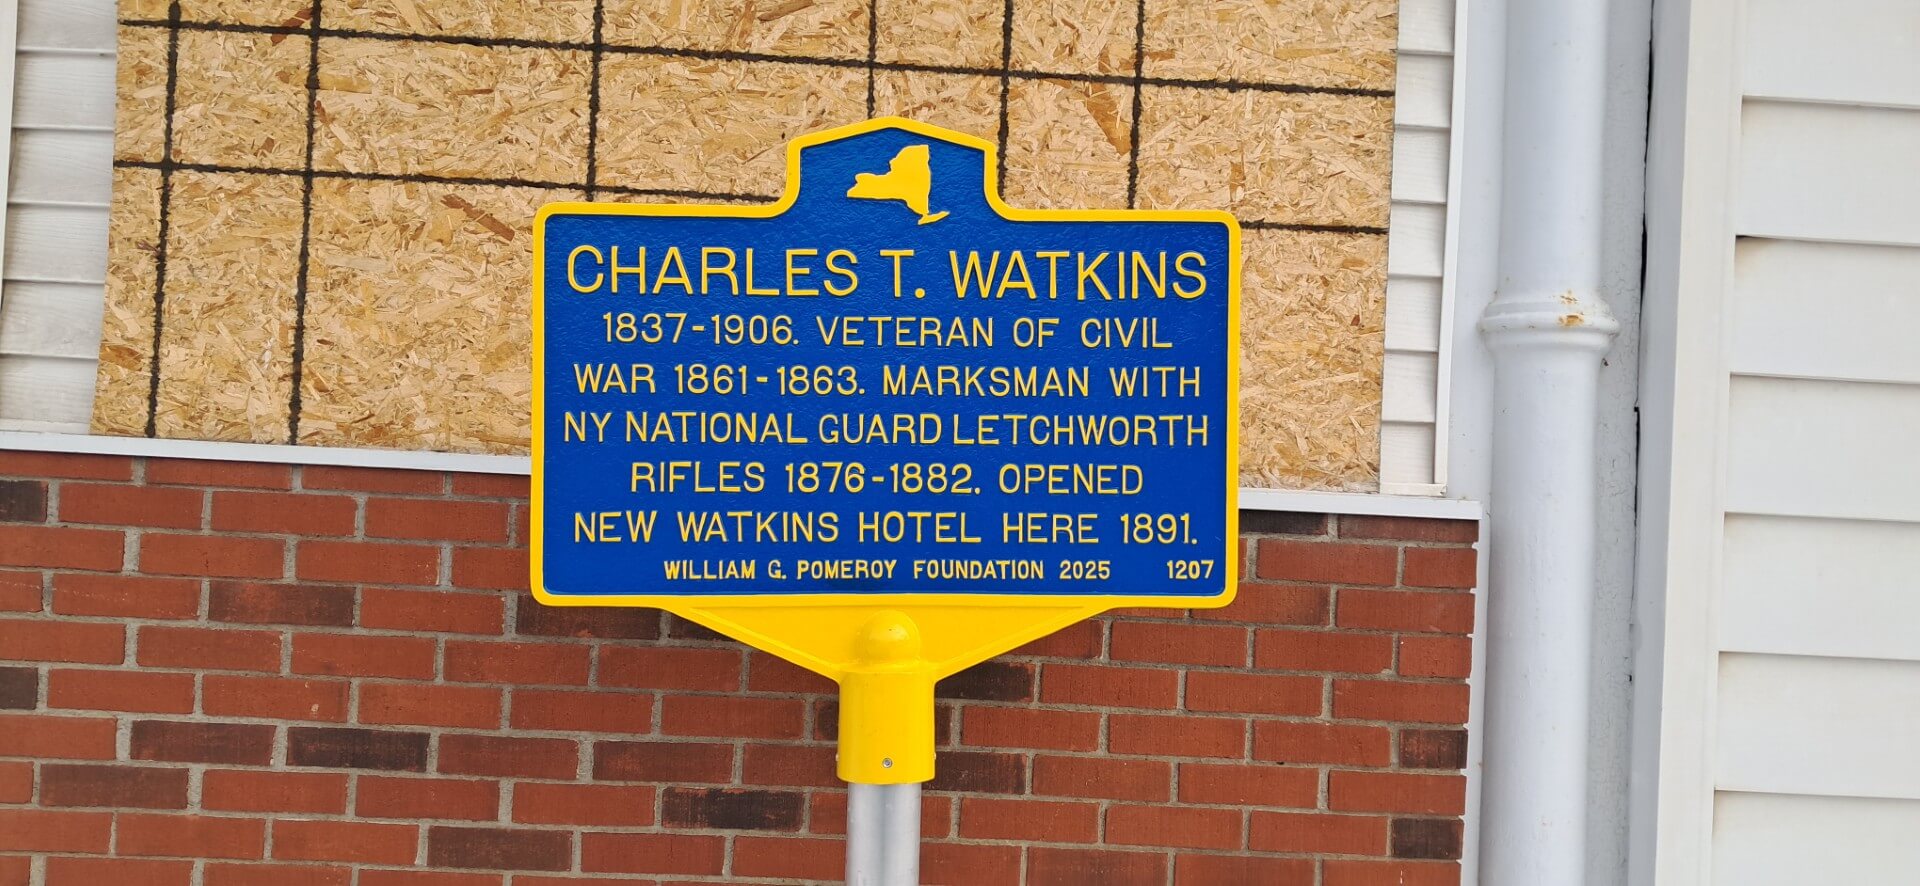 CHARLES T. WATKINS
1837-1906. VETERAN OF CIVIL
WAR 1861-1863. MARKSMAN WITH
NY NATIONAL GUARD LETCHWORTH
RIFLES 1876-1882. OPENED
NEW WATKINS HOTEL HERE 1891.
WILLIAM G. POMEROY FOUNDATION 2025 1207